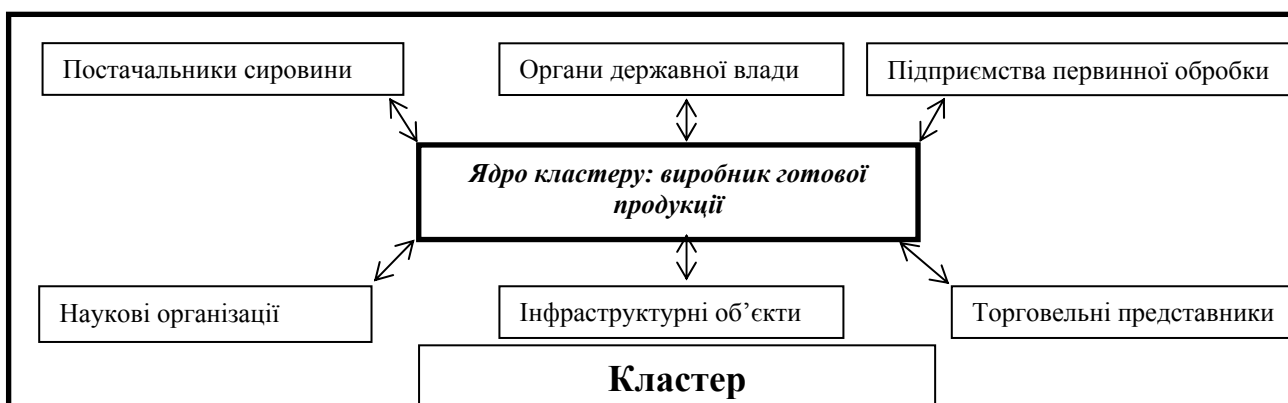 Постачальники сировини
Органи державної влади
Підприємства первинної обробки
Ядро кластеру: виробник готової
продукції
Наукові організації
Інфраструктурні об’єкти
Торговельні представники
Кластер